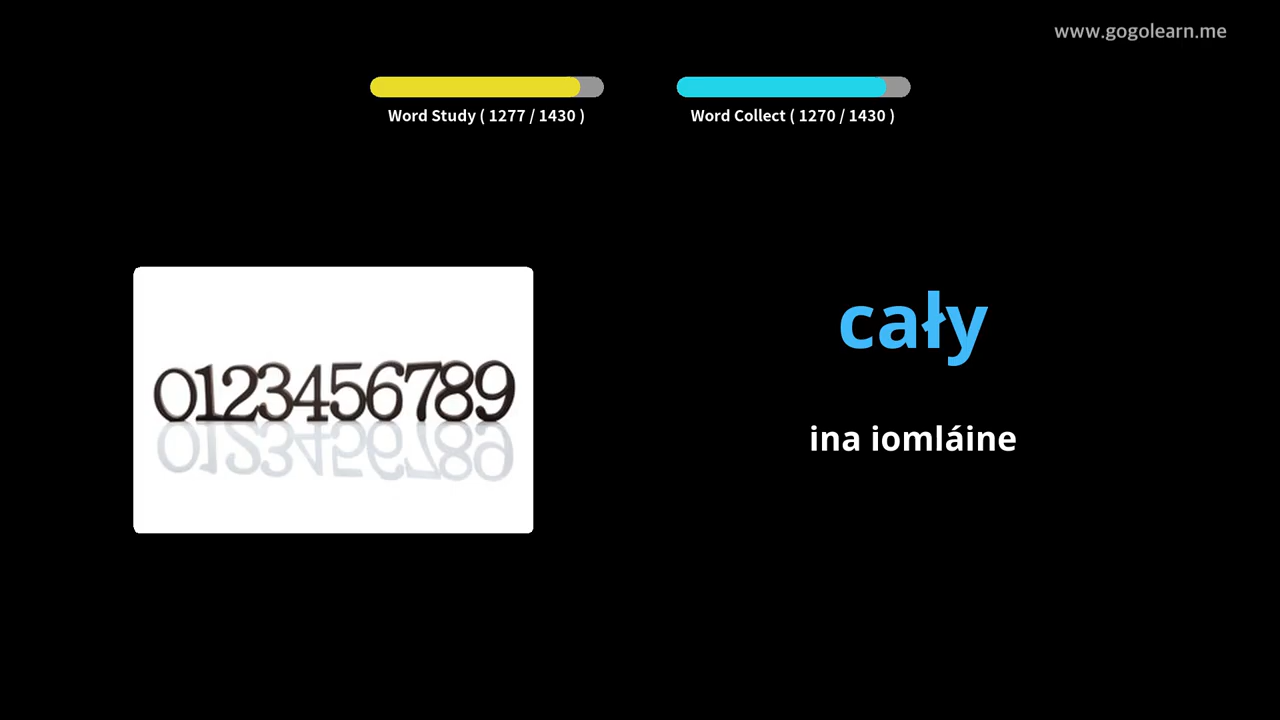 www.gogolearn.me
Word Study ( 1277 / 1430 )
Word Collect ( 1270 / 1430 )
0123456789
cały
ina iomláine